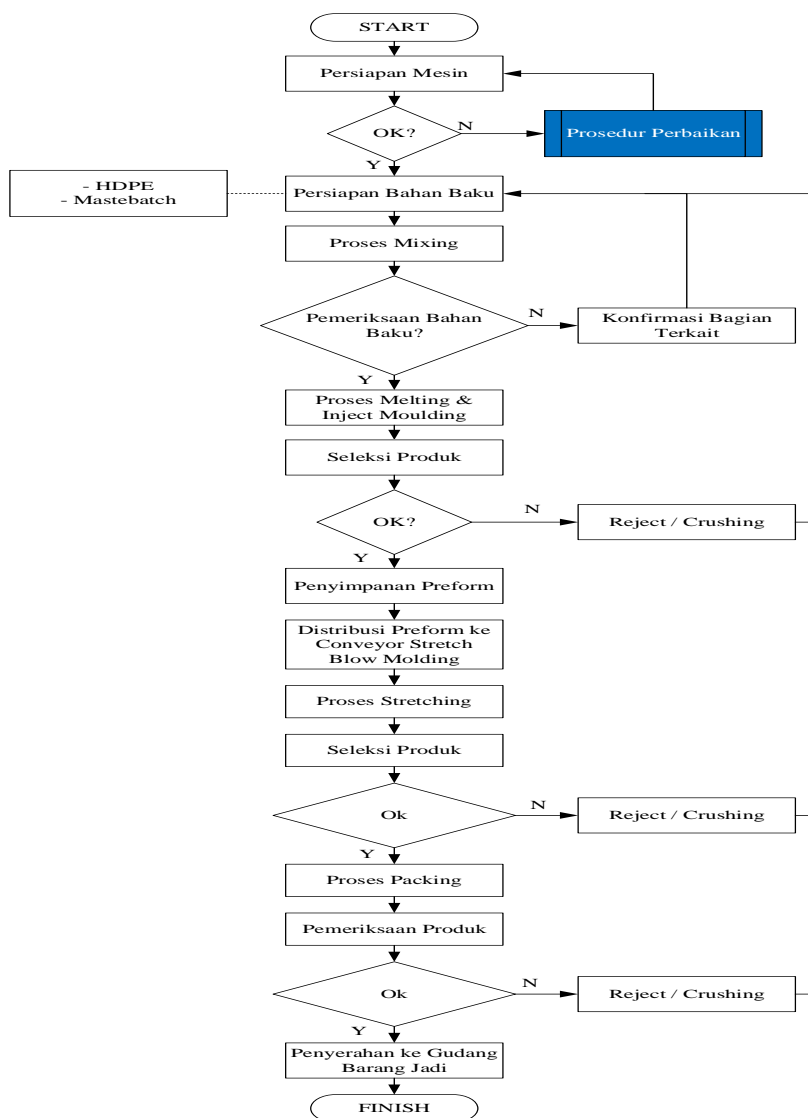 START
Persiapan Mesin
OK?
N
Prosedur Perbaikan
Y
- HDPE
- Mastebatch
Persiapan Bahan Baku
Proses Mixing
Pemeriksaan Bahan
Baku?
N
Konfirmasi Bagian
Terkait
Y
Proses Melting &
Inject Moulding
Seleksi Produk
OK?
N
Reject / Crushing
Y
Penyimpanan Preform
Distribusi Preform ke
Conveyor Stretch
Blow Molding
Proses Stretching
Seleksi Produk
Ok
N
Reject / Crushing
Y
Proses Packing
Pemeriksaan Produk
Ok
N
Reject / Crushing
Y
Penyerahan ke Gudang
Barang Jadi
FINISH